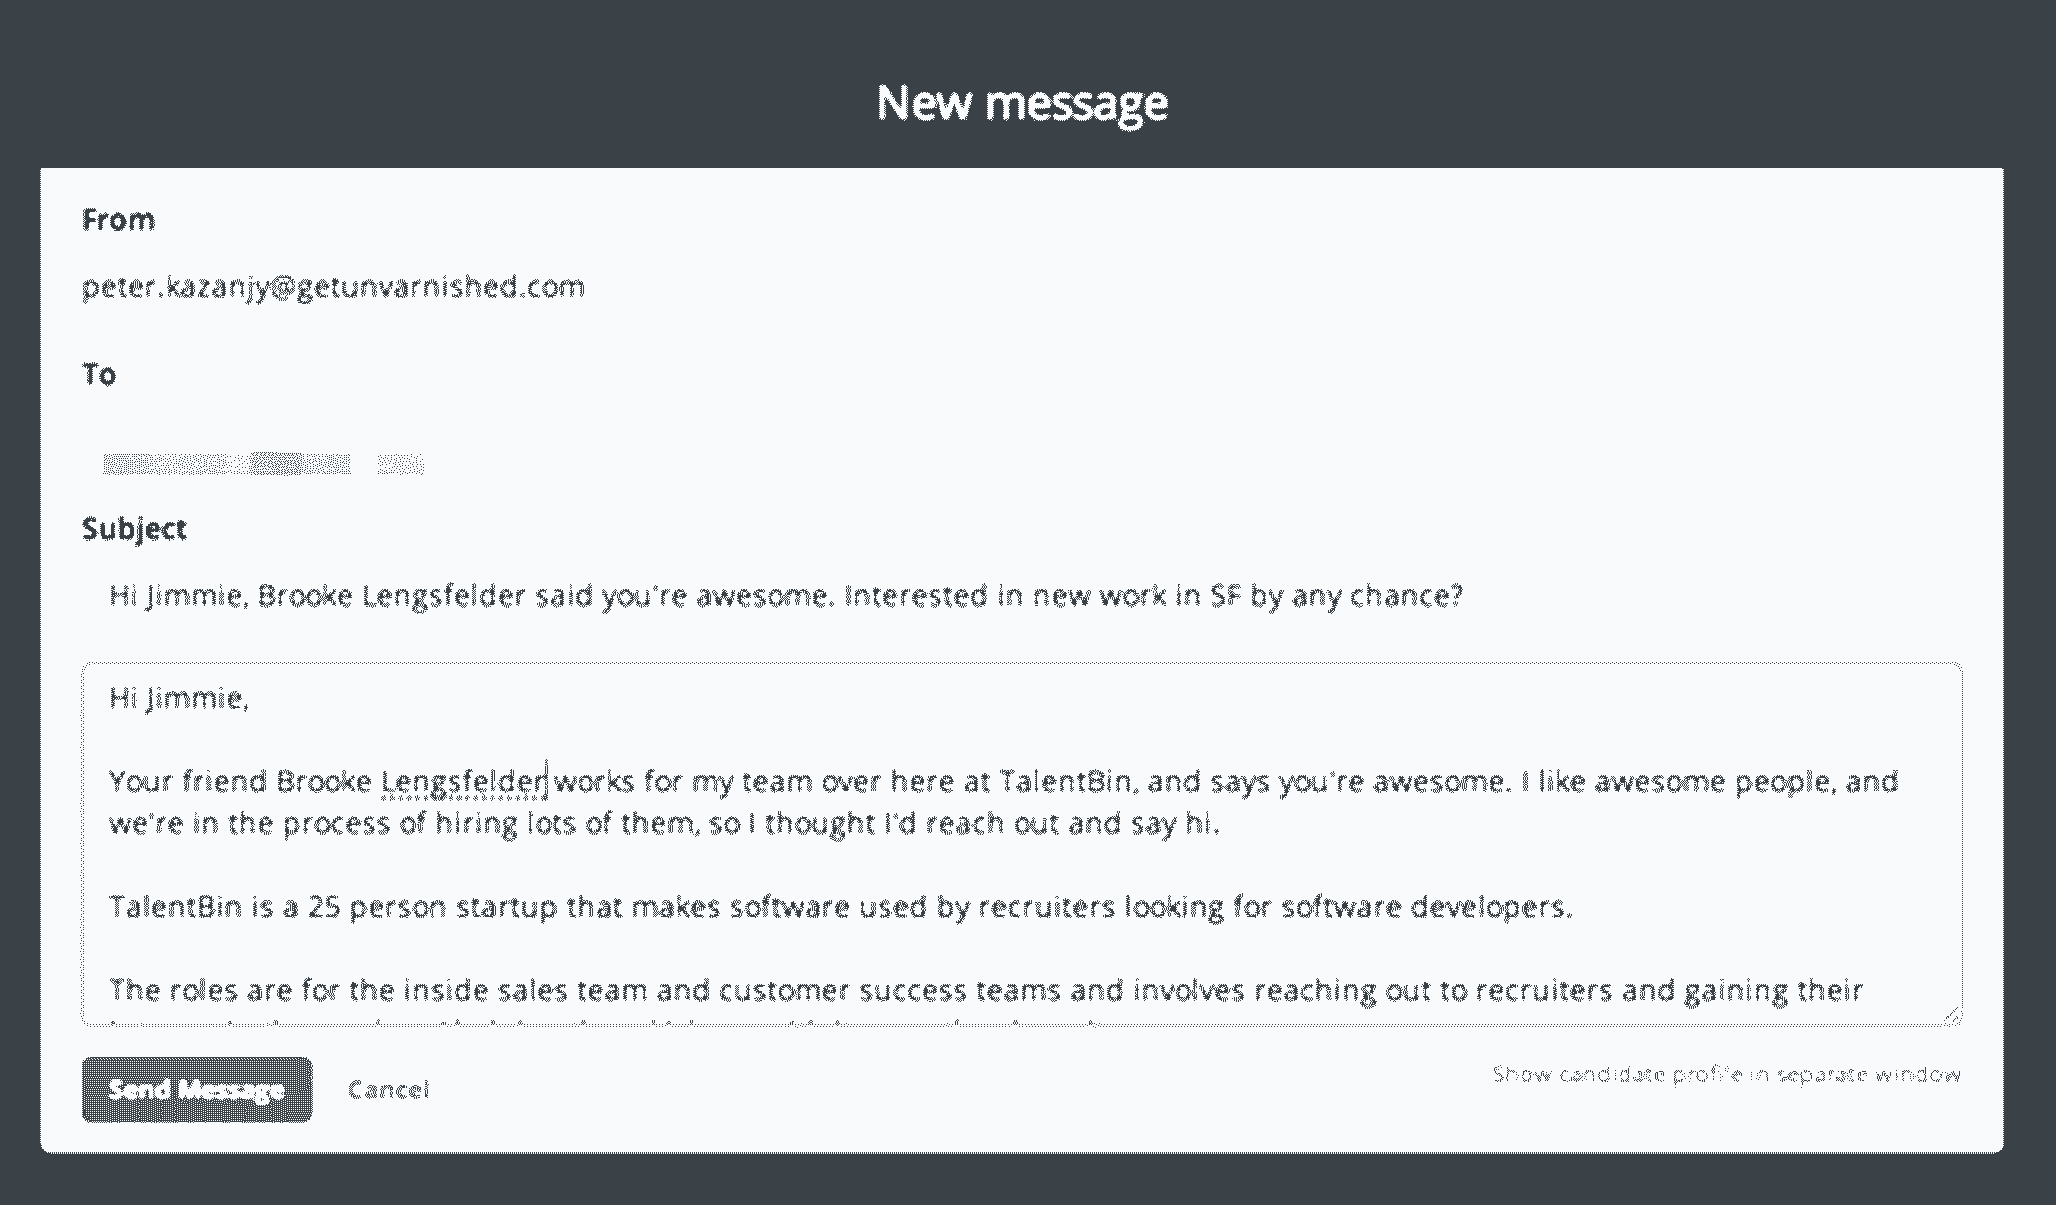 New message
From
peter.kazanjy@getunvarnished.com
To
Subject
Hi Jimmie, Brooke Lengsfelder said you're awesome. Interested in new work in SF by any chance?
Hi Jimmie,
Your friend Brooke Lengsfelder works for my team over here at TalentBin, and says you're awesome. I like awesome people, and
we're in the process of hiring lots of them, so I thought I'd reach out and say hi.
TalentBin is a 25 person startup that makes software used by recruiters looking for software developers.
The roles are for the inside sales team and customer success teams and involves reaching out to recruiters and gaining their
Send Message
Cancel
Show candidate profile in separate window